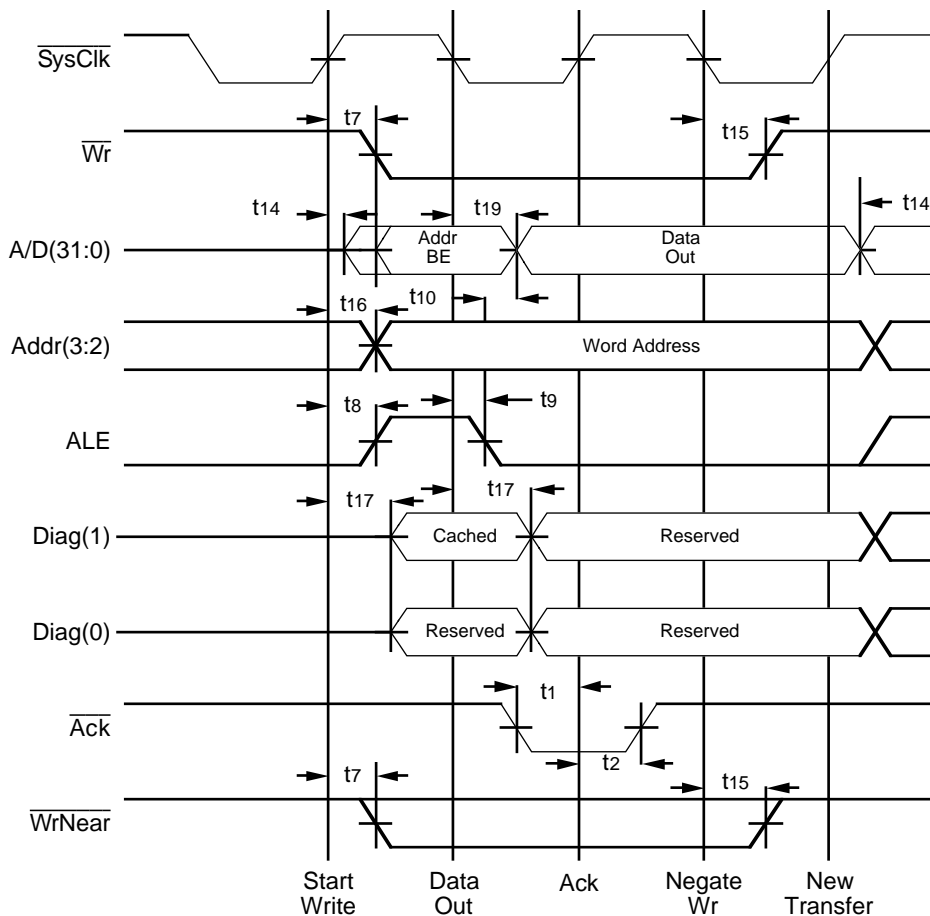 SysClk
t7
t15
Wr
t14
t19
t14
A/D(31:0)
Addr
BE
Data
Out
t16
t10
Addr(3:2)
Word Address
t8
t9
ALE
t17
t17
Diag(1)
Cached
Reserved
Diag(0)
Reserved
Reserved
t1
Ack
t2
t7
t15
WrNear
Start
Write
Data
Out
Ack
Negate
Wr
New
Transfer